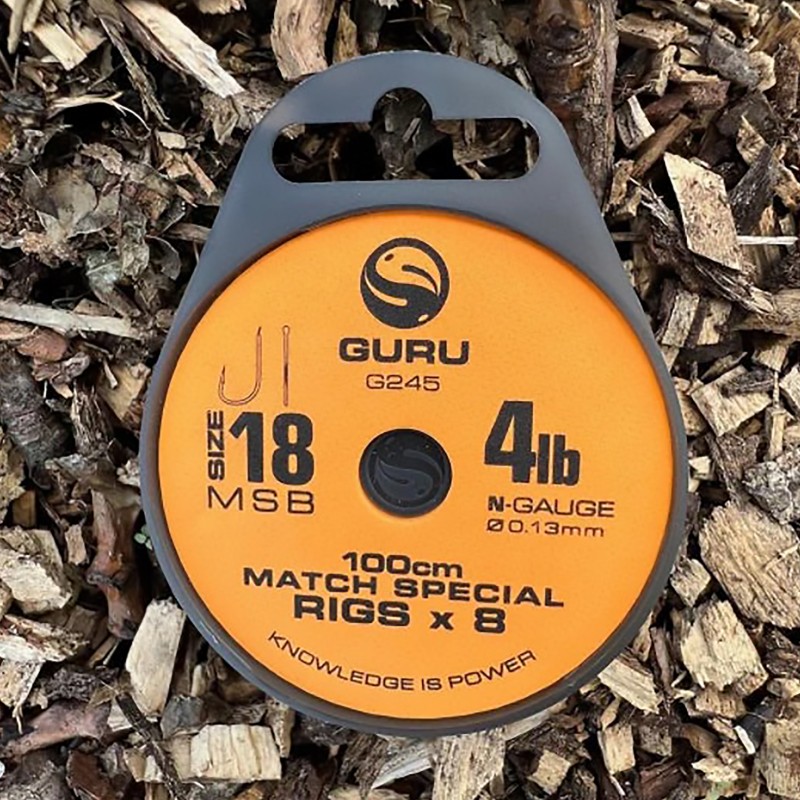 GURU
G245
SIZE 18
MSB
4lb
N-GAUGE
Ø0.13mm
100cm
MATCH SPECIAL
RIGS x 8
KNOWLEDGE IS POWER